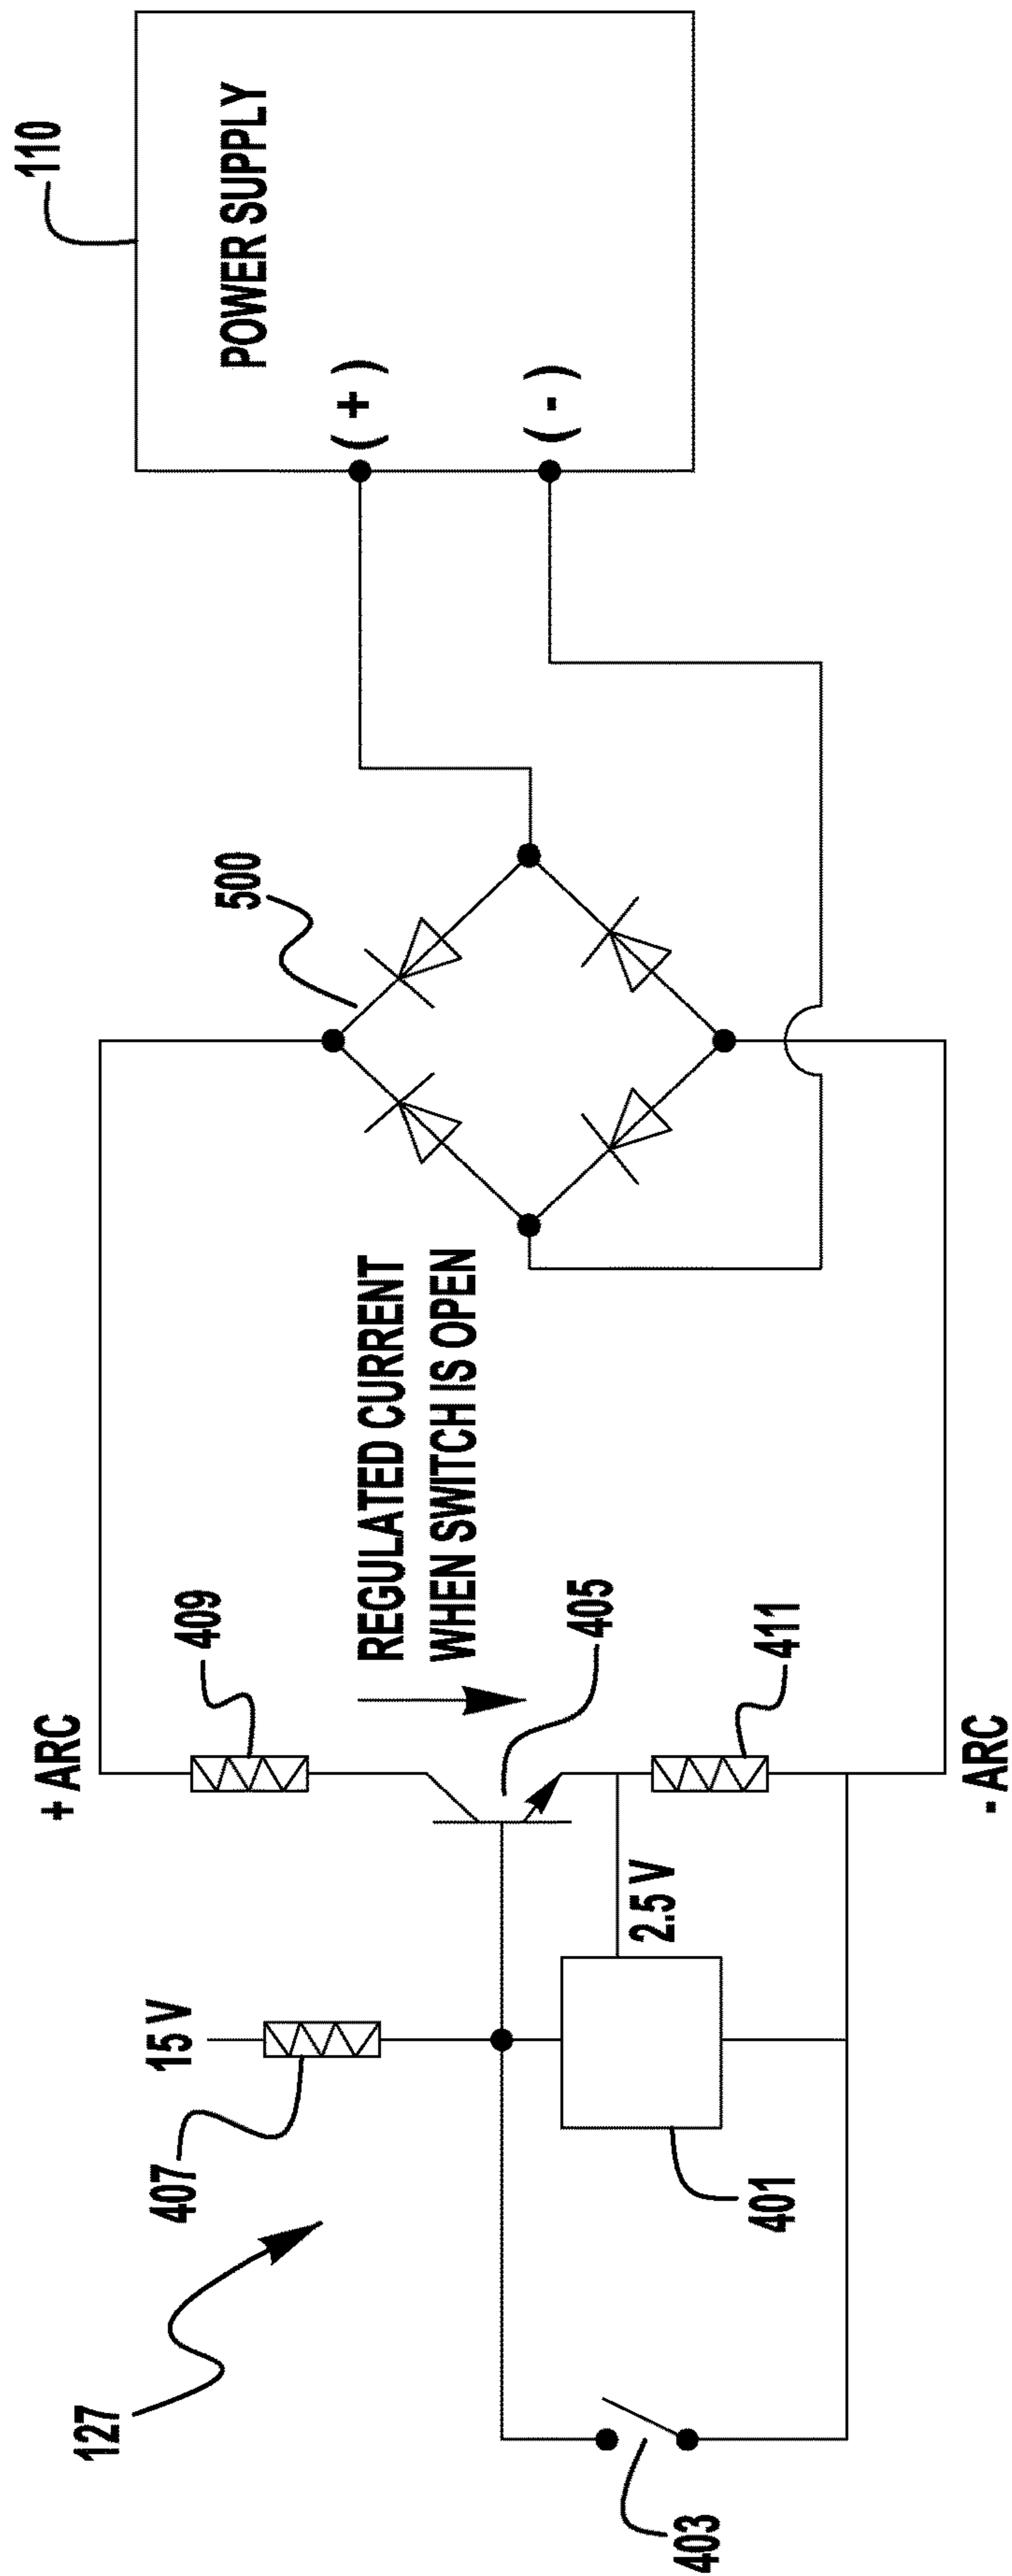 110
POWER SUPPLY
( + )
( - )
500
REGULATED CURRENT
WHEN SWITCH IS OPEN
409
405
411
+ ARC
- ARC
15 V
2.5 V
407
401
127
403